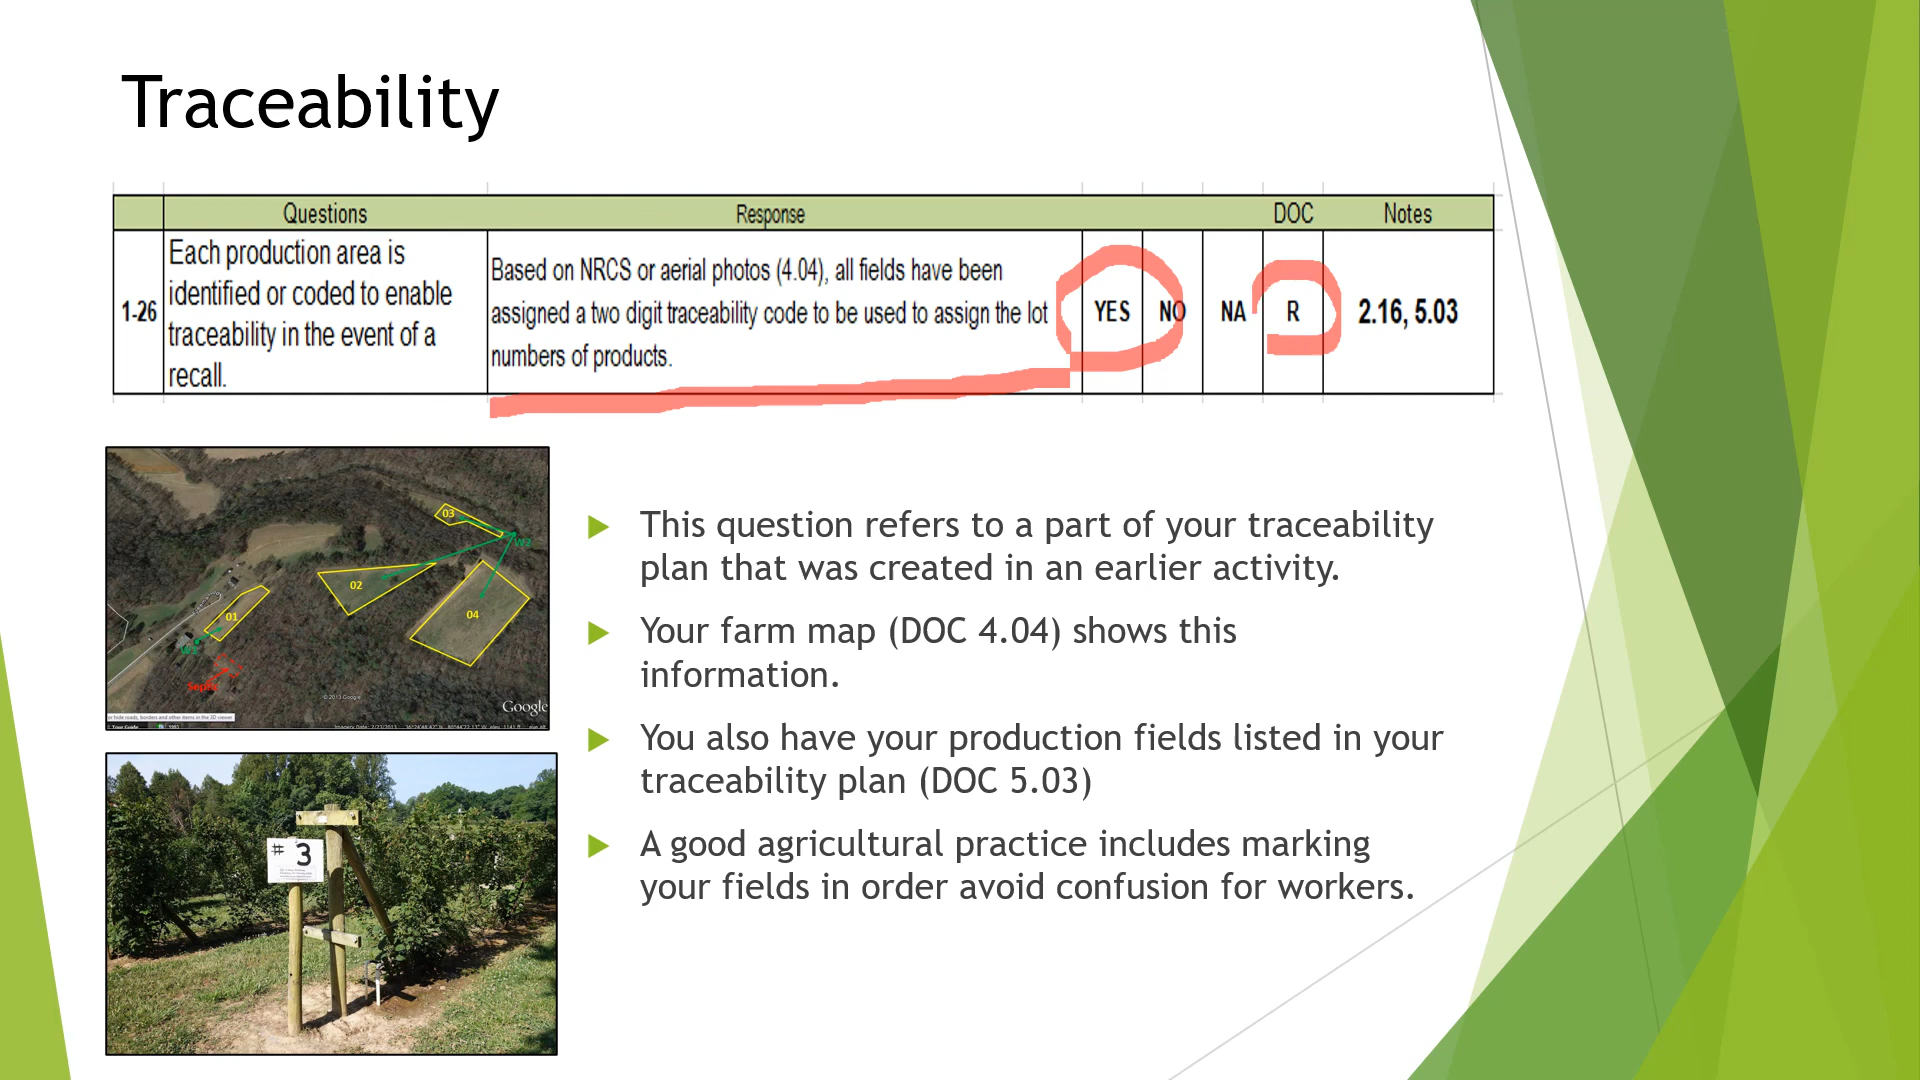 Traceability
Questions Response DOC Notes
1-26
Each production area is
identified or coded to enable
traceability in the event of a
recall.
Based on NRCS or aerial photos (4.04), all fields have been
assigned a two digit traceability code to be used to assign the lot
numbers of products.
YES NO NA R 2.16, 5.03
03
W2
02
04
01
©2013 Google
Google
# 3
This question refers to a part of your traceability
plan that was created in an earlier activity.
Your farm map (DOC 4.04) shows this
information.
You also have your production fields listed in your
traceability plan (DOC 5.03)
A good agricultural practice includes marking
your fields in order avoid confusion for workers.